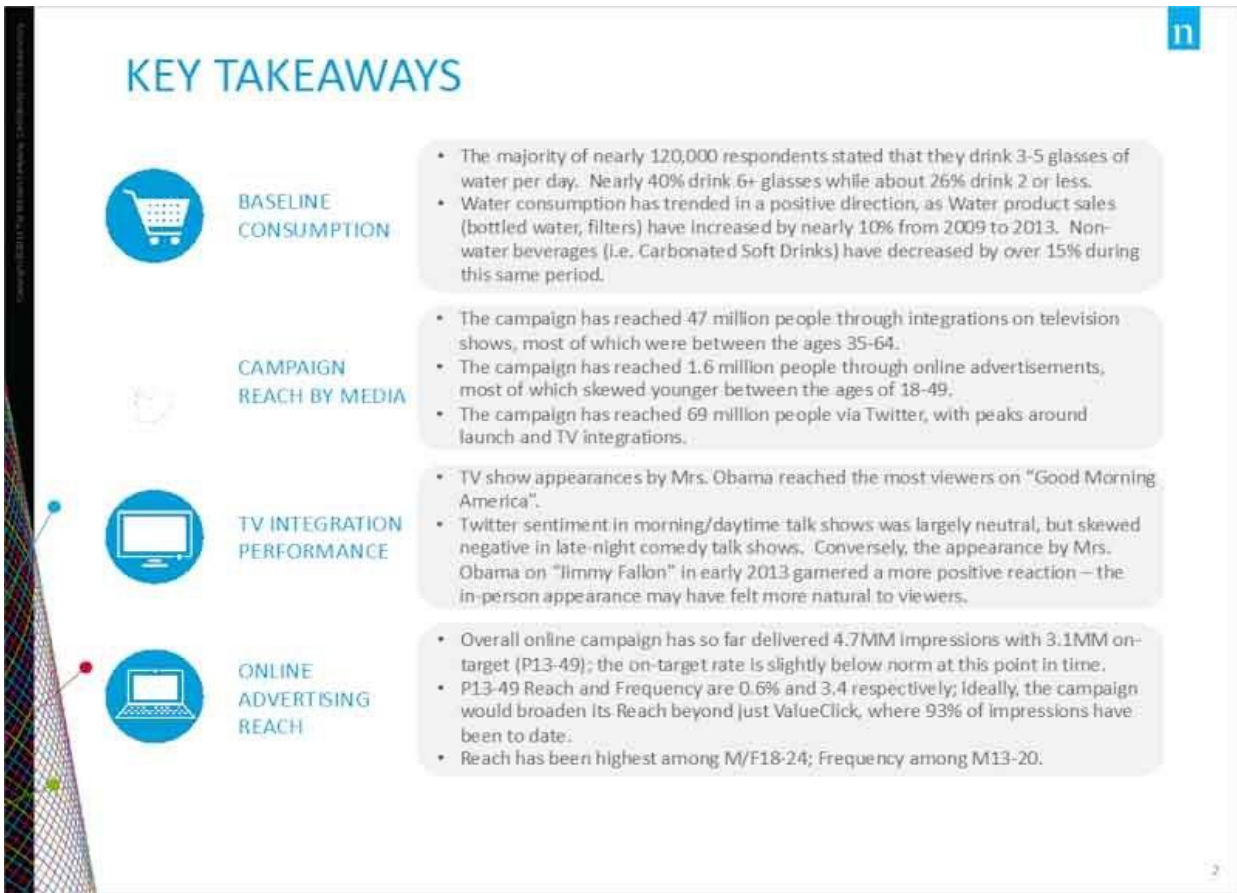 n
KEY TAKEAWAYS
BASELINE
CONSUMPTION
• The majority of nearly 120,000 respondents stated that they drink 3-5 glasses of
water per day. Nearly 40% drink 6+ glasses while about 26% drink 2 or less.
• Water consumption has trended in a positive direction, as Water product sales
(bottled water, filters) have increased by nearly 10% from 2009 to 2013. Non-
water beverages (i.e. Carbonated Soft Drinks) have decreased by over 15% during
this same period.
CAMPAIGN
REACH BY MEDIA
• The campaign has reached 47 million people through integrations on television
shows, most of which were between the ages 35-64.
• The campaign has reached 1.6 million people through online advertisements,
most of which skewed younger between the ages of 18-49.
• The campaign has reached 69 million people via Twitter, with peaks around
launch and TV integrations.
TV INTEGRATION
PERFORMANCE
• TV show appearances by Mrs. Obama reached the most viewers on “Good Morning
America”.
• Twitter sentiment in morning/daytime talk shows was largely neutral, but skewed
negative in late-night comedy talk shows. Conversely, the appearance by Mrs.
Obama on “Jimmy Fallon” in early 2013 garnered a more positive reaction – the
in-person appearance may have felt more natural to viewers.
ONLINE
ADVERTISING
REACH
• Overall online campaign has so far delivered 4.7MM impressions with 3.1MM on-
target (P13-49); the on-target rate is slightly below norm at this point in time.
• P13-49 Reach and Frequency are 0.6% and 3.4 respectively; ideally, the campaign
would broaden its Reach beyond just ValueClick, where 93% of impressions have
been to date.
• Reach has been highest among M/F18-24; Frequency among M13-20.
2